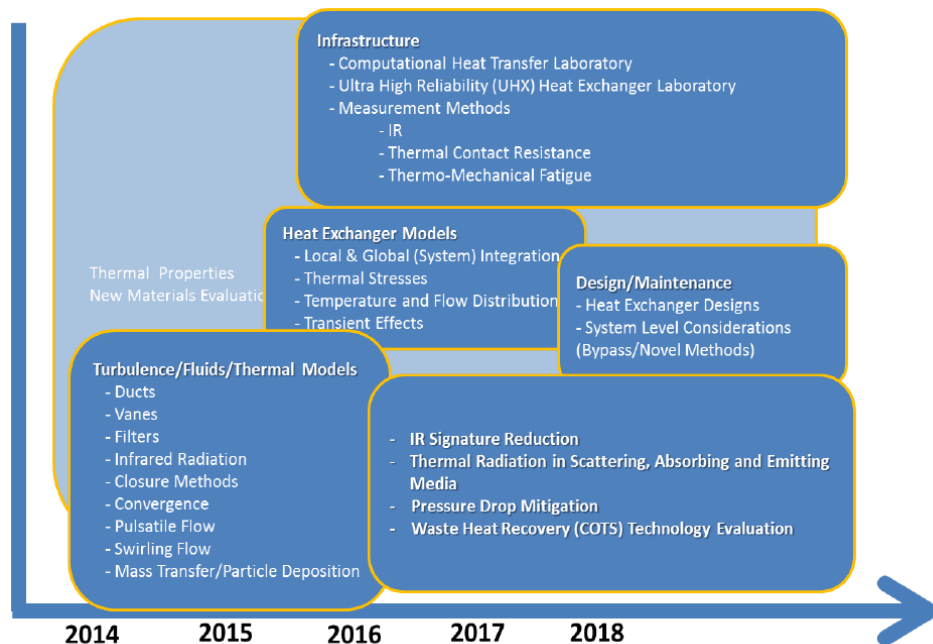 Infrastructure
- Computational Heat Transfer Laboratory
- Ultra High Reliability (UHX) Heat Exchanger Laboratory
- Measurement Methods
- IR
- Thermal Contact Resistance
- Thermo-Mechanical Fatigue
Heat Exchanger Models
- Local & Global (System) Integration
- Thermal Stresses
- Temperature and Flow Distribution
- Transient Effects
Thermal Properties
New Materials Evaluatio
Design/Maintenance
- Heat Exchanger Designs
- System Level Considerations
(Bypass/Novel Methods)
Turbulence/Fluids/Thermal Models
- Ducts
- Vanes
- Filters
- Infrared Radiation
- Closure Methods
- Convergence
- Pulsatile Flow
- Swirling Flow
- Mass Transfer/Particle Deposition
- IR Signature Reduction
- Thermal Radiation in Scattering, Absorbing and Emitting
Media
- Pressure Drop Mitigation
- Waste Heat Recovery (COTS) Technology Evaluation
2014 2015 2016 2017 2018